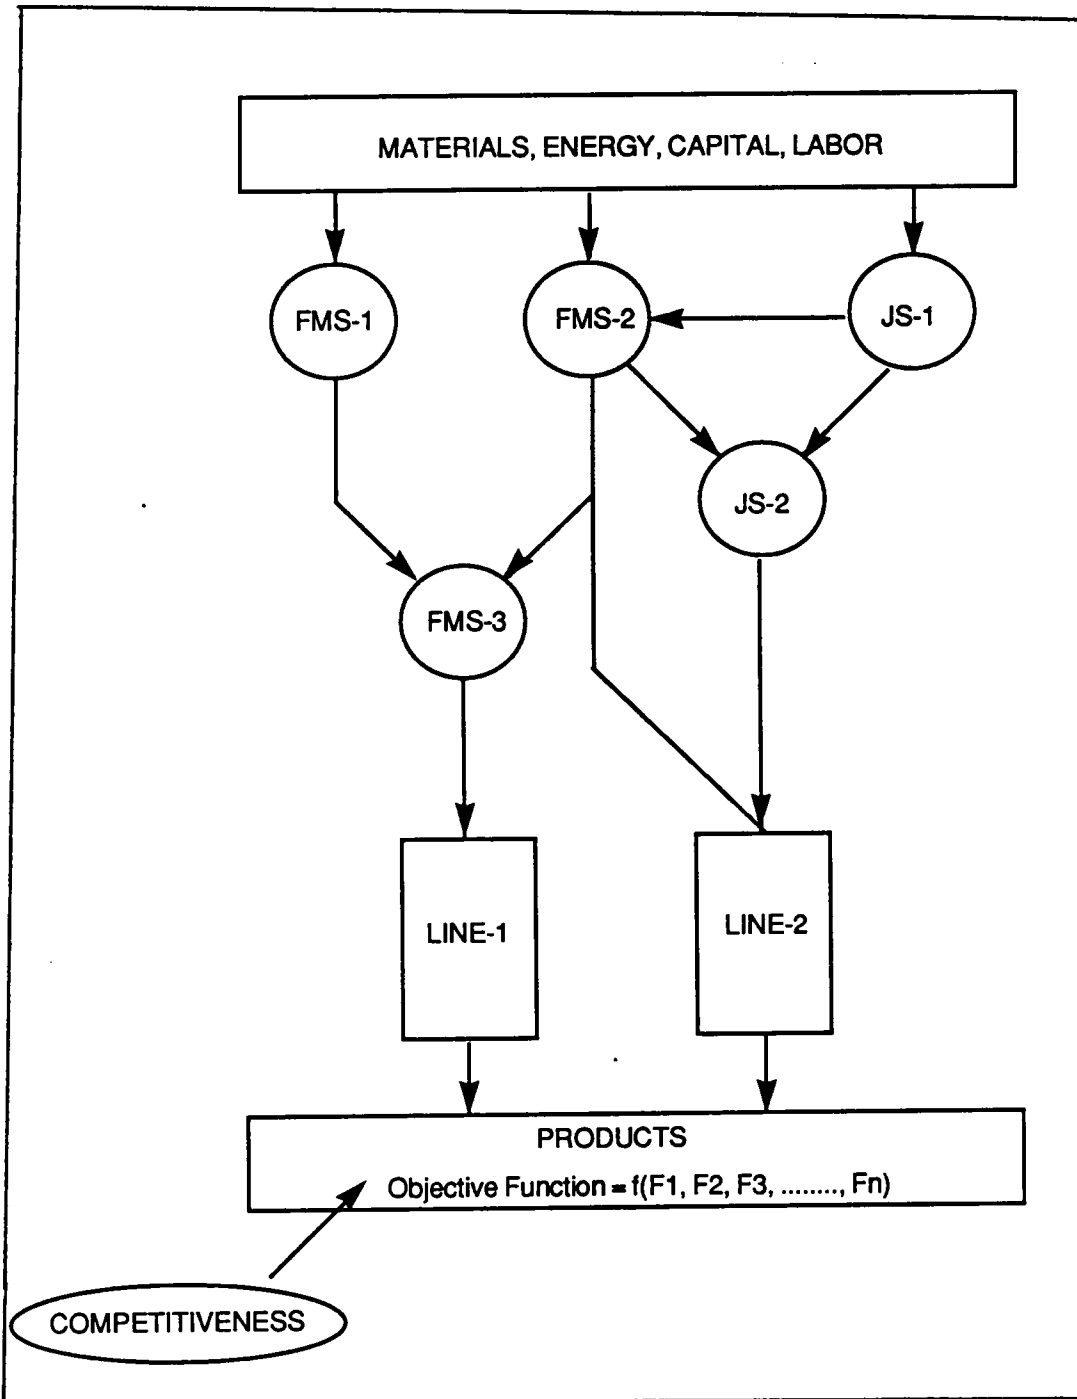 MATERIALS, ENERGY, CAPITAL, LABOR
FMS-1
FMS-2
JS-1
JS-2
FMS-3
LINE-1
LINE-2
PRODUCTS
Objective Function = f(F1, F2, F3, ........, Fn)
COMPETITIVENESS